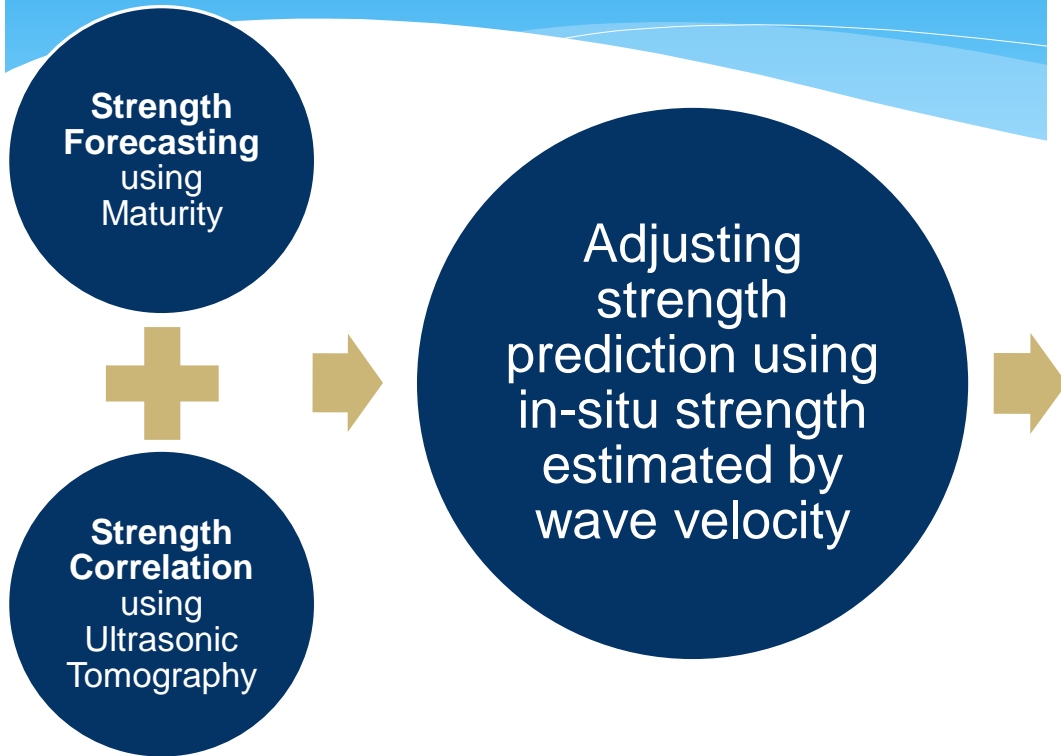 Strength
Forecasting
using
Maturity
Strength
Correlation
using
Ultrasonic
Tomography
Adjusting
strength
prediction using
in-situ strength
estimated by
wave velocity